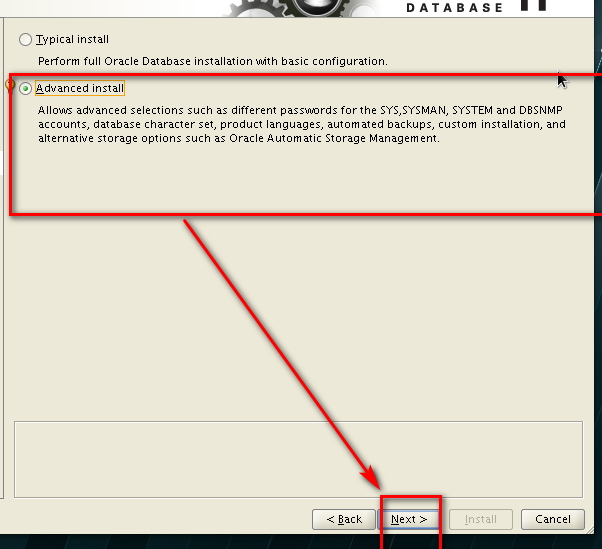 DATABASE
Typical install
Perform full Oracle Database installation with basic configuration.
Advanced install
Allows advanced selections such as different passwords for the SYS,SYSMAN, SYSTEM and DBSNMP
accounts, database character set, product languages, automated backups, custom installation, and
alternative storage options such as Oracle Automatic Storage Management.
< Back Next > Install Cancel